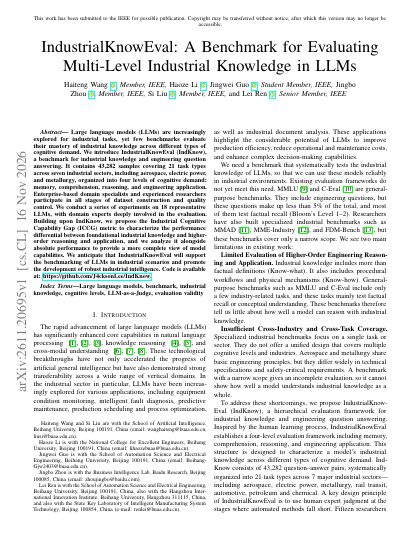 This work has been submitted to the IEEE for possible publication. Copyright may be transferred without notice, after which this version may no longer be
accessible.
IndustrialKnowEval: A Benchmark for Evaluating
Multi-Level Industrial Knowledge in LLMs
Haiteng Wang, Member, IEEE, Haoze Li, Jingwei Guo, Student Member, IEEE, Jingbo
Zhou, Member, IEEE, Si Liu, Member, IEEE, and Lei Ren, Senior Member, IEEE
arXiv:2611.20695v1 [cs.CL] 16 Nov 2026
Abstract—Large language models (LLMs) are increasingly
explored for industrial tasks, yet few benchmarks evaluate
their mastery of industrial knowledge across different types of
cognitive demand. We introduce IndustrialKnowEval (IndKnow),
a benchmark for industrial knowledge and engineering question
answering. It contains 43,282 samples covering 21 tasks
across seven industrial sectors, including aerospace, electric power,
and metallurgy, organized into four levels of cognitive demand:
memory, comprehension, reasoning, and engineering application.
Enterprise-based domain specialists and experienced researchers
participate in all stages of dataset construction and quality
control. We conduct a series of experiments on 18 representative
LLMs, with domain experts deeply involved in the evaluation.
Building upon IndKnow, we propose the Industrial Cognitive
Capability Gap (ICCG) metric to characterize the performance
difference between foundational industrial knowledge and higher-
order reasoning and application, and we analyze it alongside
absolute performance to provide a more complete view of model capabilities.
We anticipate that IndustrialKnowEval will support
the benchmarking of LLMs in industrial scenarios and promote
the development of robust industrial intelligence. Code is available
at:
Index Terms—Large language models, benchmark, industrial
knowledge, cognitive levels, LLM-as-a-Judge, evaluation validity
I. INTRODUCTION
The rapid advancement of large language models (LLMs) has
significantly enhanced core capabilities in natural language
processing [1], [2], [3], knowledge reasoning [4], [5], and
cross-modal understanding [6], [7], [8]. These technological
breakthroughs have not only accelerated the progress of
artificial general intelligence but have also demonstrated strong
transferability across a wide range of vertical domains. In
the industrial sector in particular, LLMs have been increas-
ingly explored for various applications, including equipment
condition monitoring, intelligent fault diagnosis, predictive
maintenance, production scheduling and process optimization,
Haiteng Wang and Si Liu are with the School of Artificial Intelligence,
Beihang University, Beijing 100191, China
Haoze Li is with the National College for Excellent Engineers, Beihang
University, Beijing 100191, China
Jingwei Guo is with the School of Automation Science and Electrical
Engineering, Beihang University, Beijing 100191, China
Jingbo Zhou is with the Business Intelligence Lab, Baidu Research, Beijing
100085, China
Lei Ren is with the School of Automation Science and Electrical Engineering,
Beihang University, Beijing 100191, China, also with the Hangzhou Inter-
national Innovation Institute, Beihang University, Hangzhou 311115, China,
and also with the State Key Laboratory of Intelligent Manufacturing System
Technology, Beijing 100854, China
as well as industrial document analysis. These applications
highlight the considerable potential of LLMs to improve
production efficiency, reduce operational and maintenance costs,
and enhance complex decision-making capabilities.
We need a benchmark that systematically tests the industrial
knowledge of LLMs, so that we can use these models reliably
in industrial environments. Existing evaluation frameworks do
not yet meet this need. MMLU [9] and C-Eval [10] are general-
purpose benchmarks. They include engineering questions, but
these questions make up less than 5% of the total, and most
of them test factual recall (Bloom's Level 1–2). Researchers
have also built specialized industrial benchmarks such as
MMAD [11], MME-Industry [12], and FDM-Bench [13], but
these benchmarks cover only a narrow scope. We see two main
limitations in existing work:
Limited Evaluation of Higher-Order Engineering Reason-
ing and Application. Industrial knowledge includes more
than factual definitions (Know-what). It also includes procedural
workflows and physical mechanisms (Know-how). General-
purpose benchmarks such as MMLU and C-Eval include only
a few industry-related tasks, and these tasks mainly test factual
recall or conceptual understanding. These benchmarks therefore
tell us little about how well a model can reason with industrial
knowledge.
Insufficient Cross-Industry and Cross-Task Coverage.
Specialized industrial benchmarks focus on a single task or
sector. They do not offer a unified design that covers multiple
cognitive levels and industries. Aerospace and metallurgy share
basic engineering principles, but they differ widely in technical
specifications and safety-critical requirements. A benchmark
with a narrow scope gives an incomplete evaluation, so it cannot
show how well a model understands industrial knowledge as a
whole.
To address these shortcomings, we propose IndustrialKnow-
Eval (IndKnow), a hierarchical evaluation framework for
industrial knowledge and engineering question answering.
Inspired by the human learning process, IndustrialKnowEval
establishes a four-level evaluation framework including memory,
comprehension, reasoning, and engineering application. This
structure is designed to characterize a model's industrial
knowledge across different types of cognitive demand. Ind-
Know consists of 43,282 question-answer pairs, systematically
organized into 21 task types across 7 major industrial sectors—
including aerospace, electric power, metallurgy, rail transit,
automotive, petroleum and chemical. A key design principle
of IndustrialKnowEval is to use human expert judgment at the
stages where automated methods fall short. Fifteen researchers